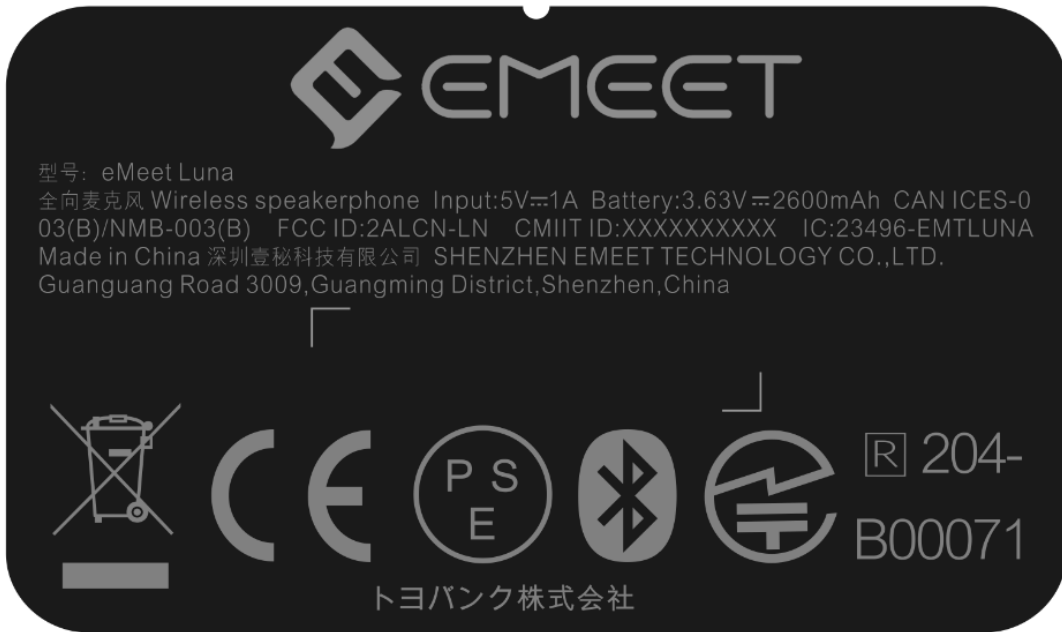 EMEET
型号: eMeet Luna
全向麦克风 Wireless speakerphone Input:5V⎓1A Battery:3.63V⎓2600mAh CAN ICES-0
03(B)/NMB-003(B) FCC ID:2ALCN-LN CMIIT ID:XXXXXXXXXX IC:23496-EMTLUNA
Made in China 深圳壹秘科技有限公司 SHENZHEN EMEET TECHNOLOGY CO.,LTD.
Guanguang Road 3009,Guangming District,Shenzhen,China
CE
P S
E
R 204-
B00071
トヨバンク株式会社